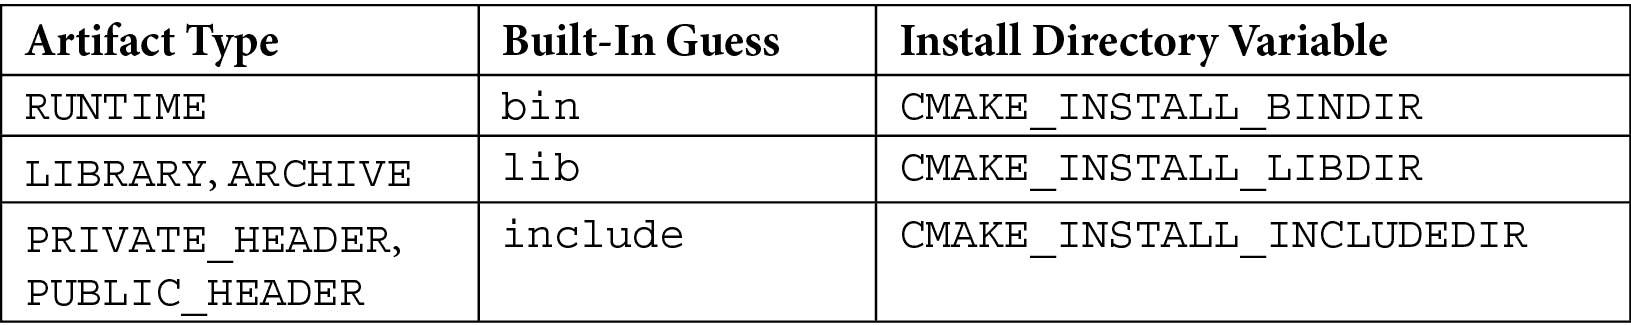 Artifact Type Built-In Guess Install Directory Variable
RUNTIME bin CMAKE_INSTALL_BINDIR
LIBRARY, ARCHIVE lib CMAKE_INSTALL_LIBDIR
PRIVATE_HEADER, include CMAKE_INSTALL_INCLUDEDIR
PUBLIC_HEADER